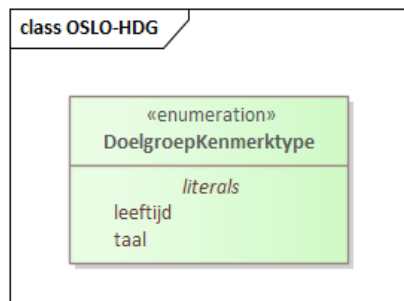 class OSLO-HDG
«enumeration»
DoelgroepKenmerktype
literals
leeftijd
taal